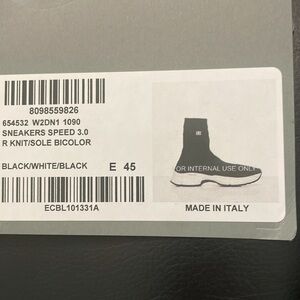 8098559826
654532 W2DN1 1090
SNEAKERS SPEED 3.0
R KNIT/SOLE BICOLOR
BLACK/WHITE/BLACK E 45
FOR INTERNAL USE ONLY
ECBL101331A
MADE IN ITALY